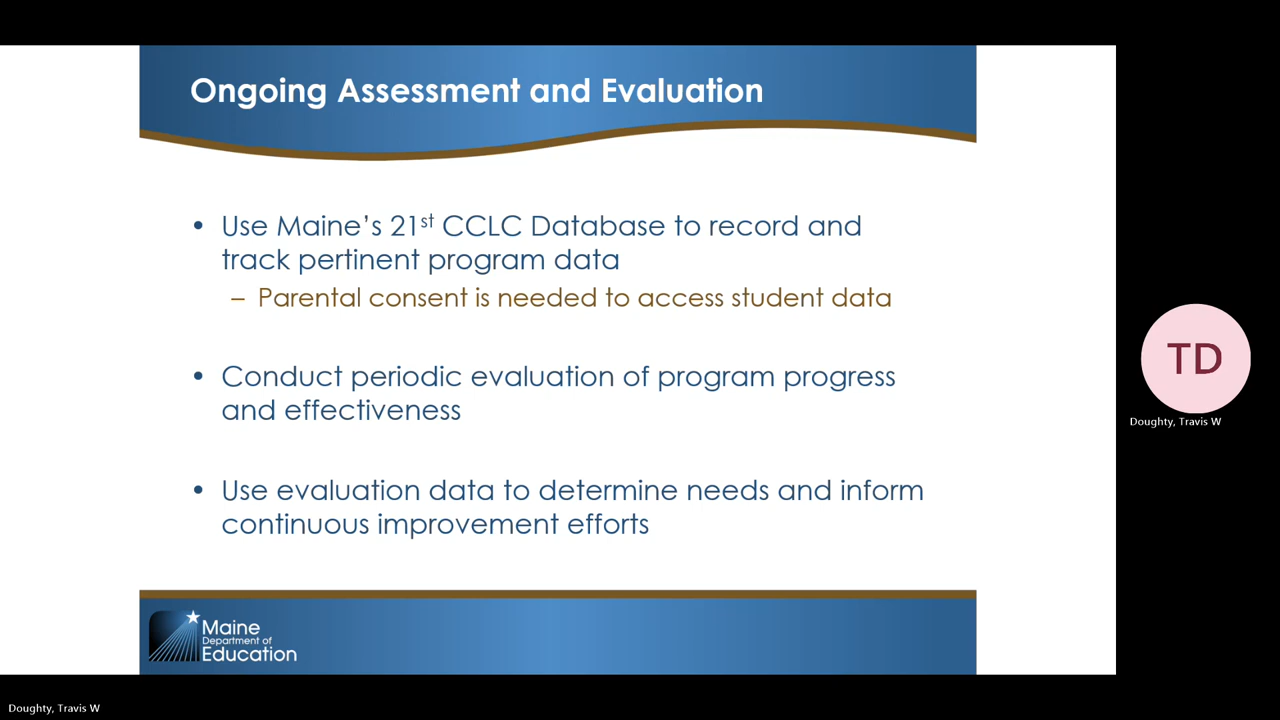 Ongoing Assessment and Evaluation
• Use Maine's 21st CCLC Database to record and
track pertinent program data
– Parental consent is needed to access student data
• Conduct periodic evaluation of program progress
and effectiveness
• Use evaluation data to determine needs and inform
continuous improvement efforts
Maine
Department of
Education
TD
Doughty, Travis W
Doughty, Travis W